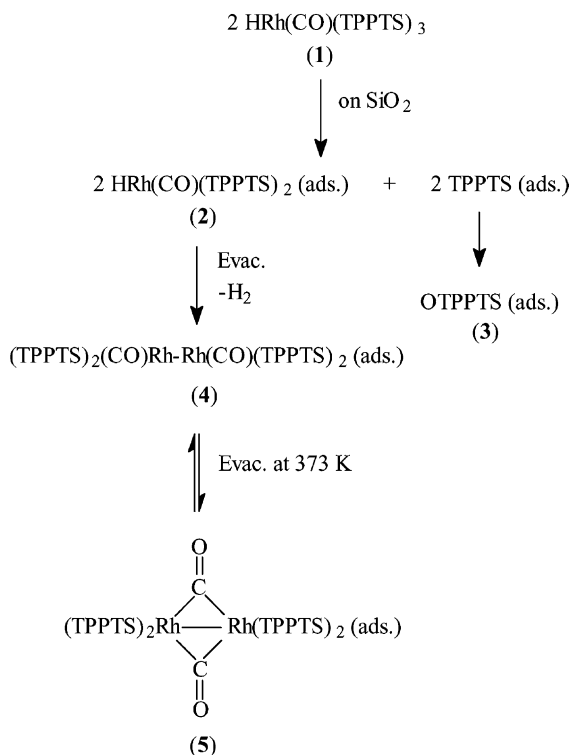 2 HRh(CO)(TPPTS) 3
(1)
on SiO2
2 HRh(CO)(TPPTS) 2 (ads.) + 2 TPPTS (ads.)
(2)
Evac.
-H2
OTPPTS (ads.)
(3)
(TPPTS)2(CO)Rh-Rh(CO)(TPPTS) 2 (ads.)
(4)
Evac. at 373 K
O
C
(TPPTS) 2Rh Rh(TPPTS) 2 (ads.)
C
O
(5)